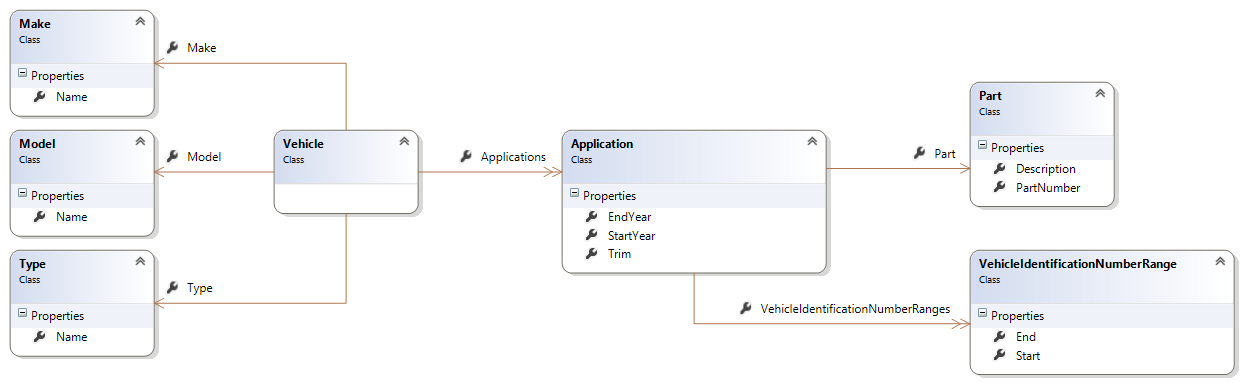 Make
Class
Properties
Name
Make
Model
Class
Properties
Name
Model
Type
Class
Properties
Name
Type
Vehicle
Class
Applications
Application
Class
Properties
EndYear
StartYear
Trim
Part
Part
Class
Properties
Description
PartNumber
VehicleIdentificationNumberRanges
VehicleIdentificationNumberRange
Class
Properties
End
Start